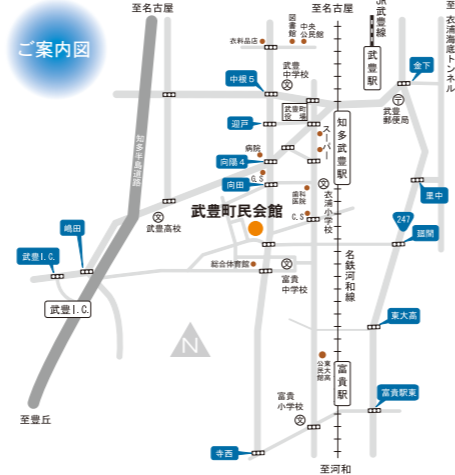 ご案内図
至名古屋
至名古屋
JR武豊線
至衣浦海底トンネル
衣料品店
図書館
中央公民館
武豊駅
金下
武豊中学校
文
中根5
武豊郵便局
武豊町役場
迎戸
スーパー
知多武豊駅
知多半島道路
病院
向陽4
G.S
向田
歯科医院
文
衣浦小学校
里中
武豊町民会館
C.S
文
武豊高校
247
嶋田
武豊I.C.
総合体育館
文
富貴中学校
名鉄河和線
武豊I.C.
東大高
N
東大高公民館
富貴駅
富貴小学校
文
富貴駅東
至豊丘
寺西
至河和